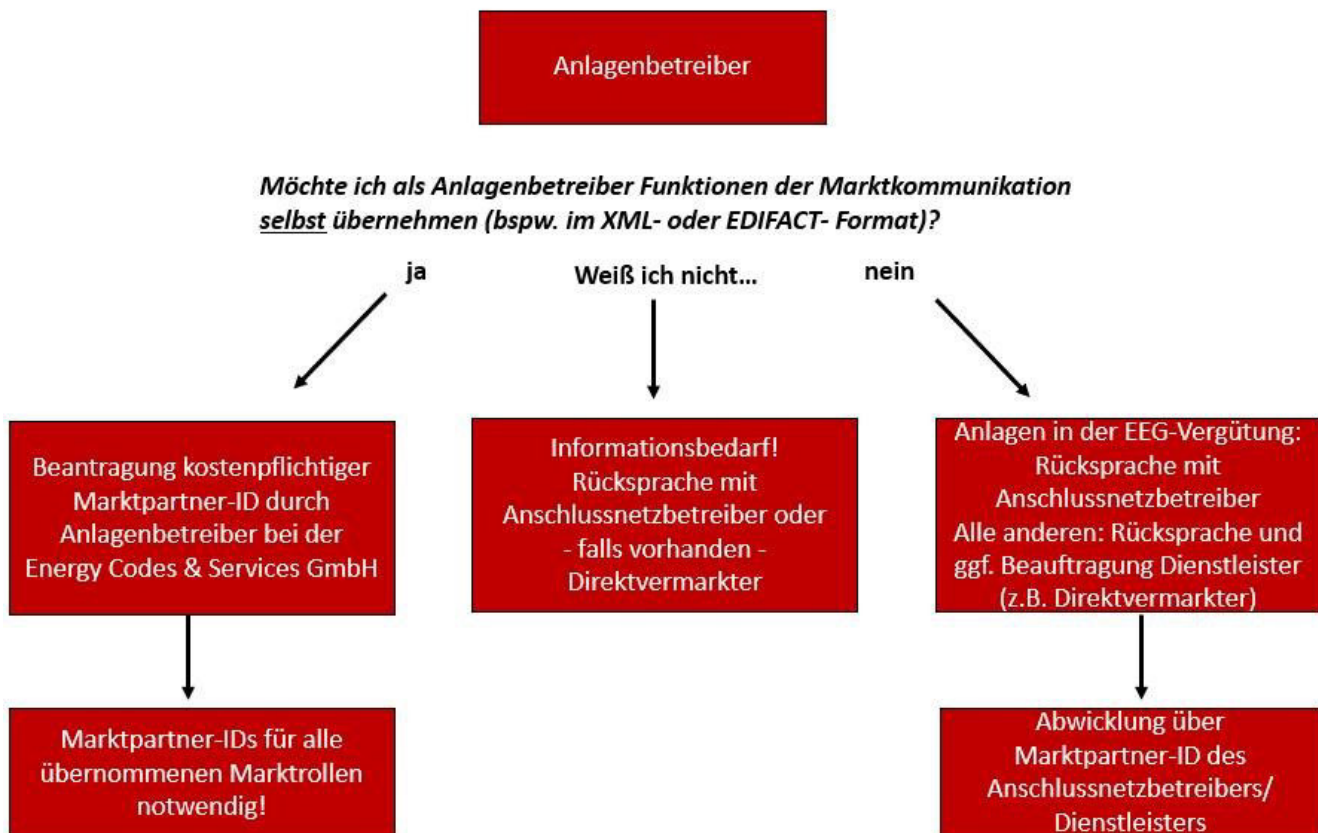 Anlagenbetreiber
Möchte ich als Anlagenbetreiber Funktionen der Marktkommunikation
selbst übernehmen (bspw. im XML- oder EDIFACT- Format)?
ja
Weiß ich nicht…
nein
Beantragung kostenpflichtiger
Marktpartner-ID durch
Anlagenbetreiber bei der
Energy Codes & Services GmbH
Informationsbedarf!
Rücksprache mit
Anschlussnetzbetreiber oder
- falls vorhanden -
Direktvermarkter
Anlagen in der EEG-Vergütung:
Rücksprache mit
Anschlussnetzbetreiber
Alle anderen: Rücksprache und
ggf. Beauftragung Dienstleister
(z.B. Direktvermarkter)
Marktpartner-IDs für alle
übernommenen Marktrollen
notwendig!
Abwicklung über
Marktpartner-ID des
Anschlussnetzbetreibers/
Dienstleisters